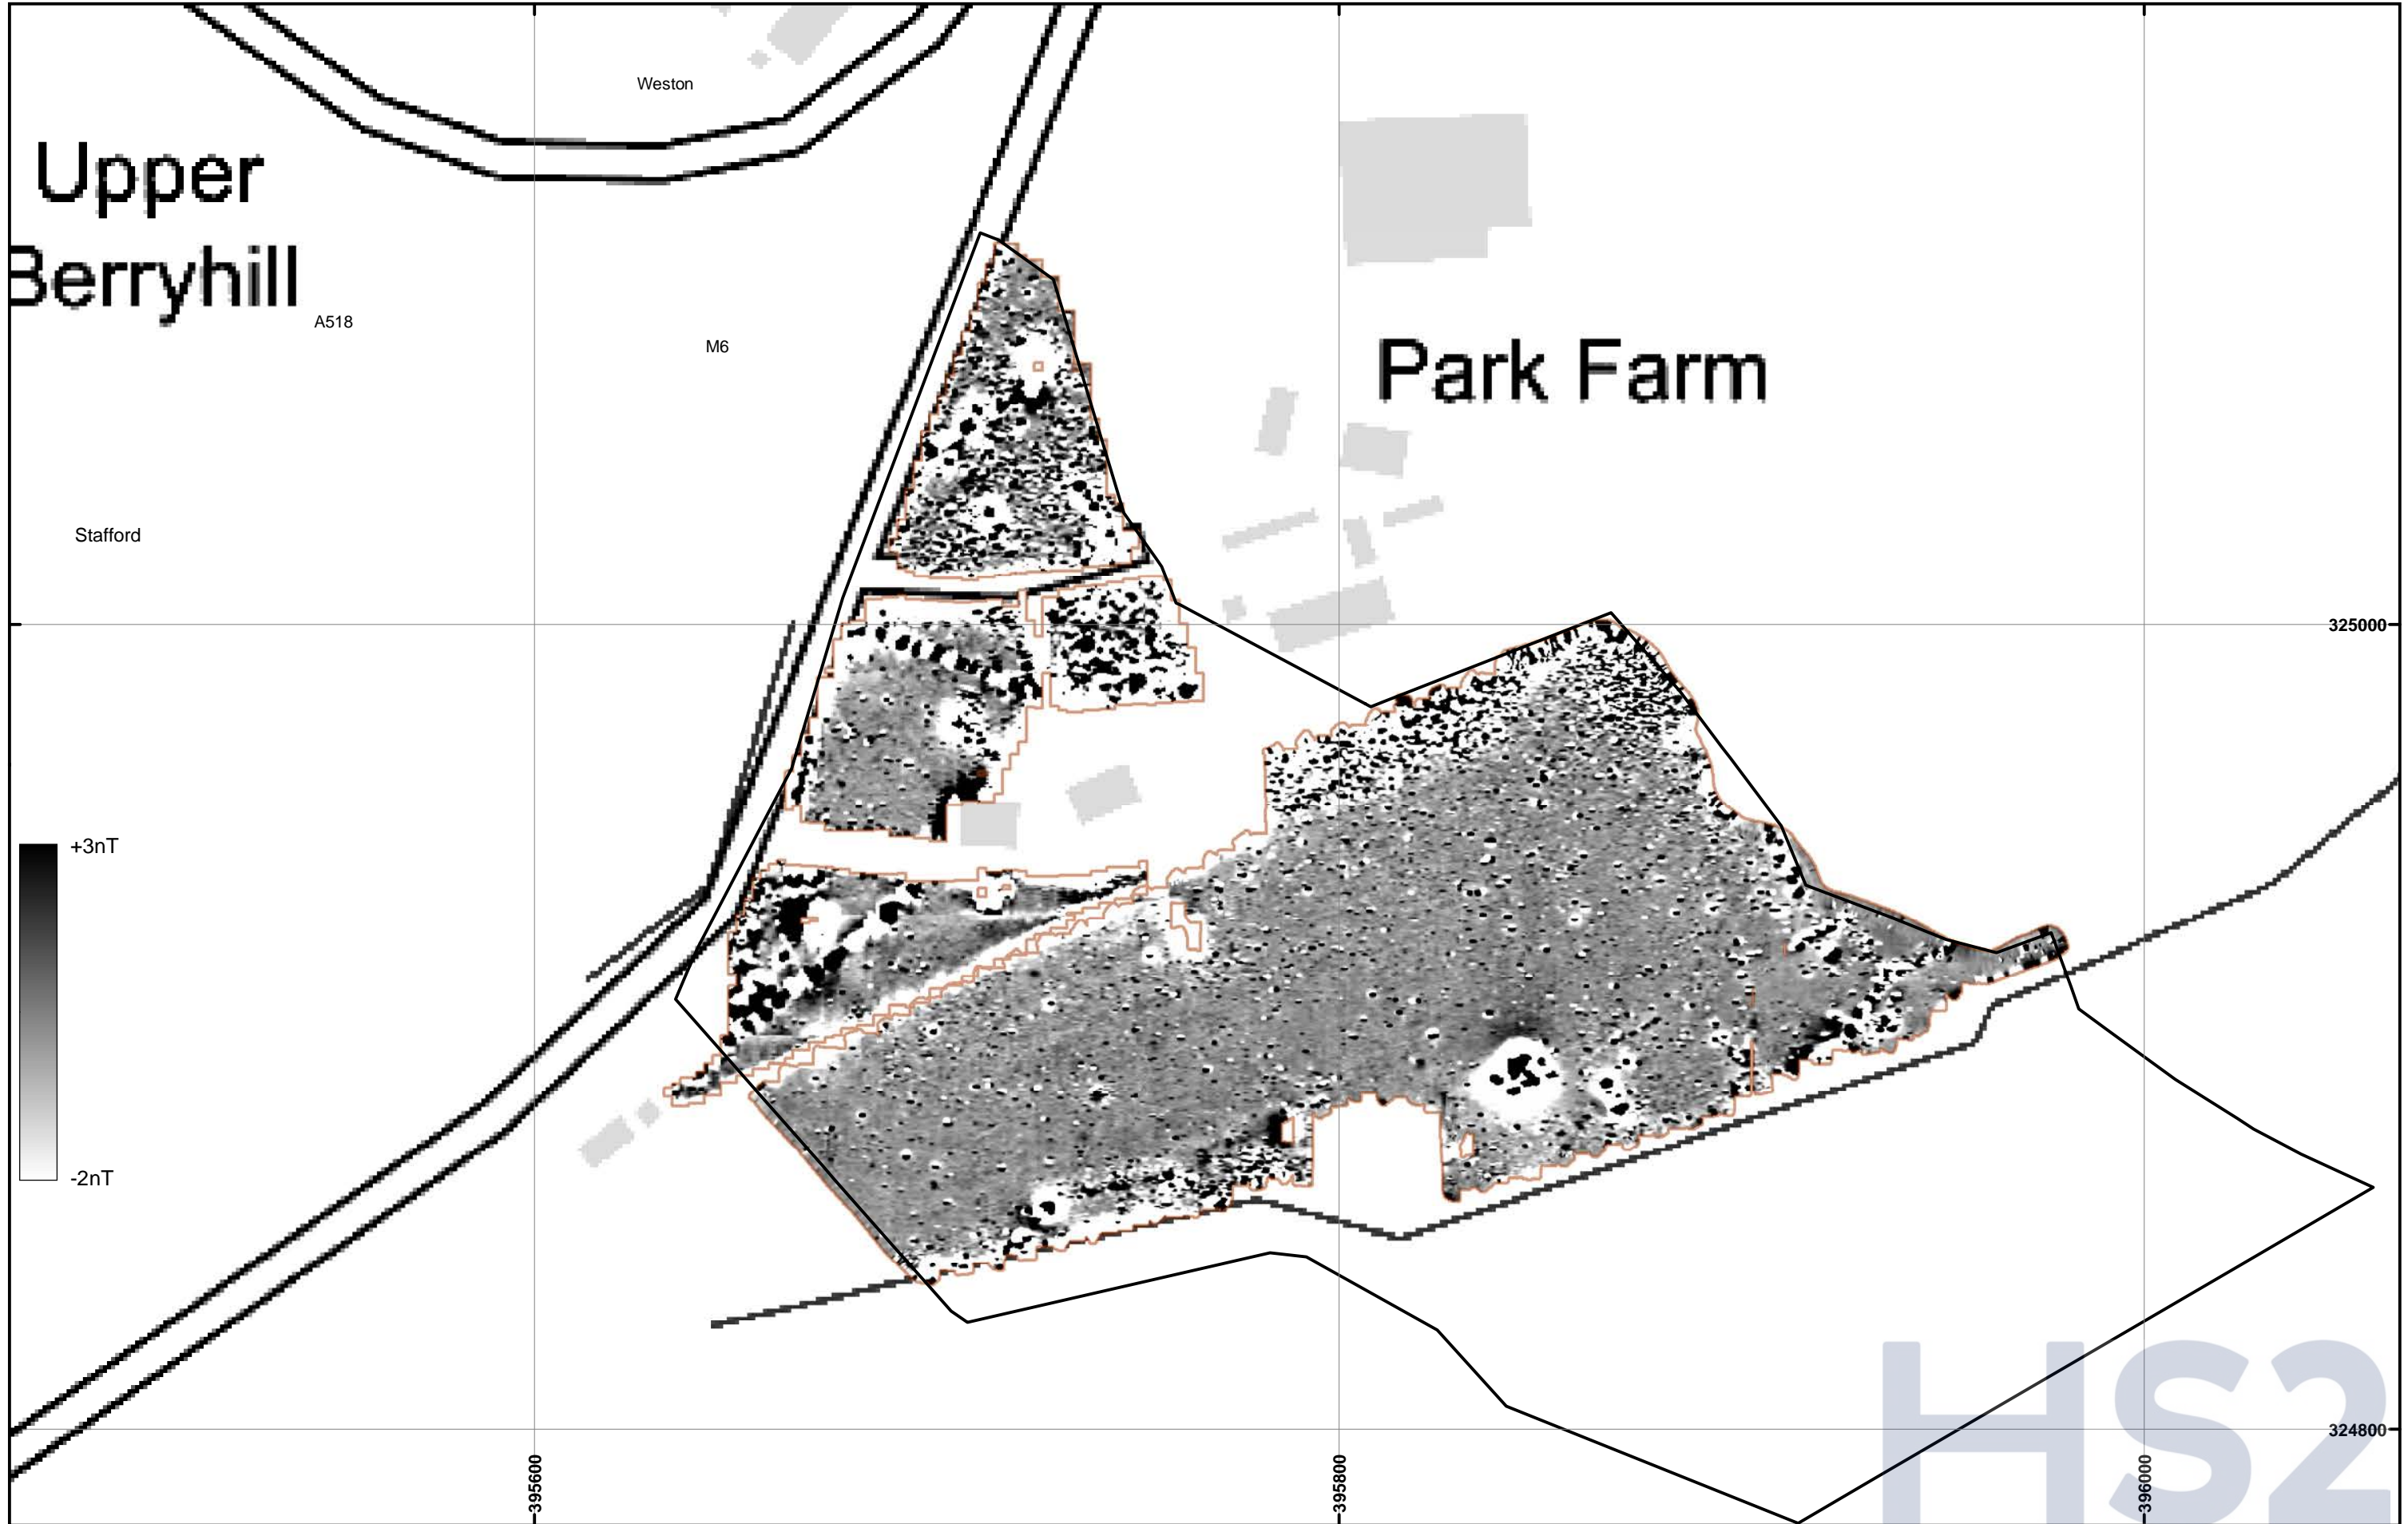 Weston
Upper
Berryhill
A518
M6
Park Farm
Stafford
325000
+3nT
-2nT
324800
395600
395800
396000
HS2